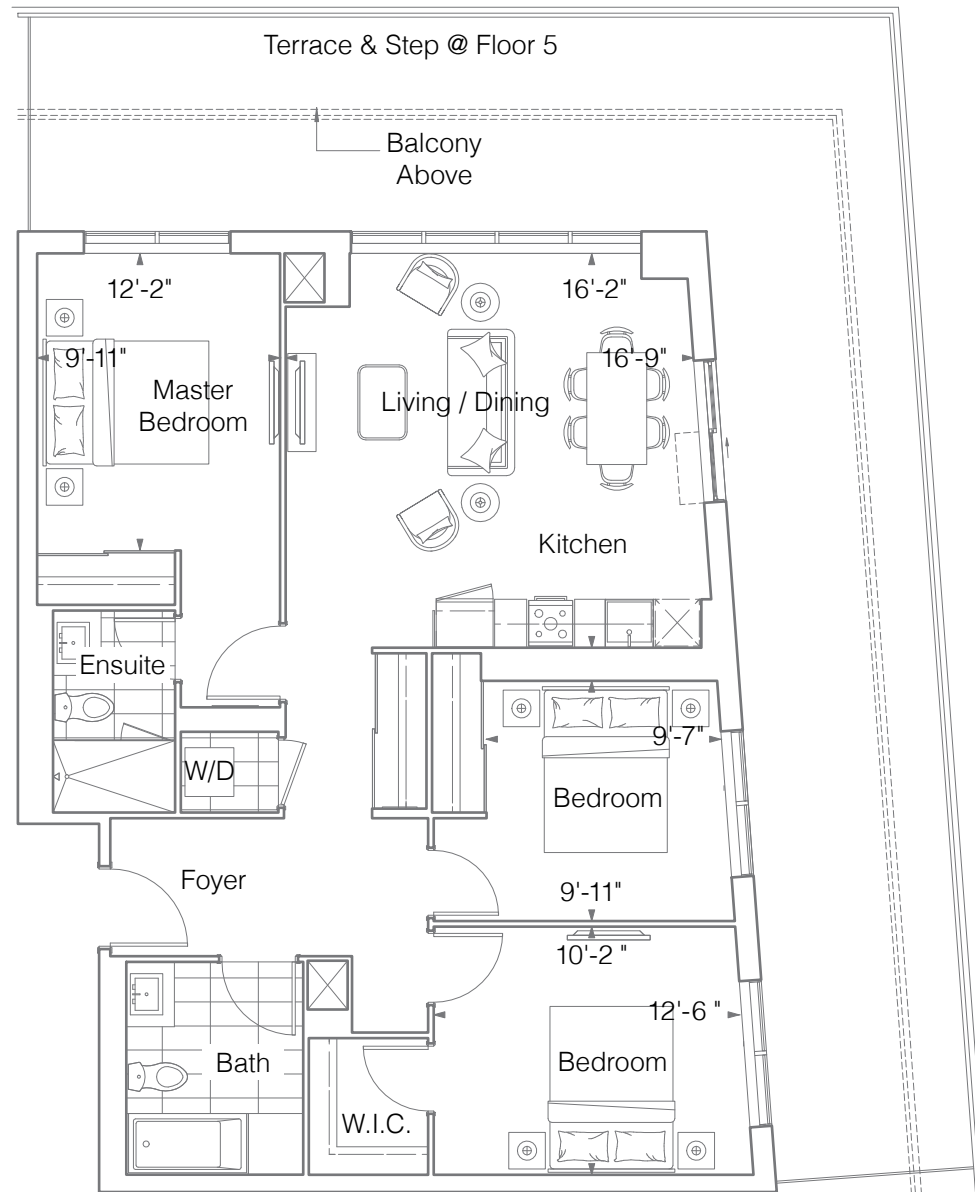 Terrace & Step @ Floor 5
Balcony
Above
12'-2"
16'-2"
9'-11"
16'-9"
Master
Bedroom
Living / Dining
Kitchen
Ensuite
W/D
9'-7"
Bedroom
Foyer
9'-11"
10'-2 "
12'-6 "
Bath
Bedroom
W.I.C.